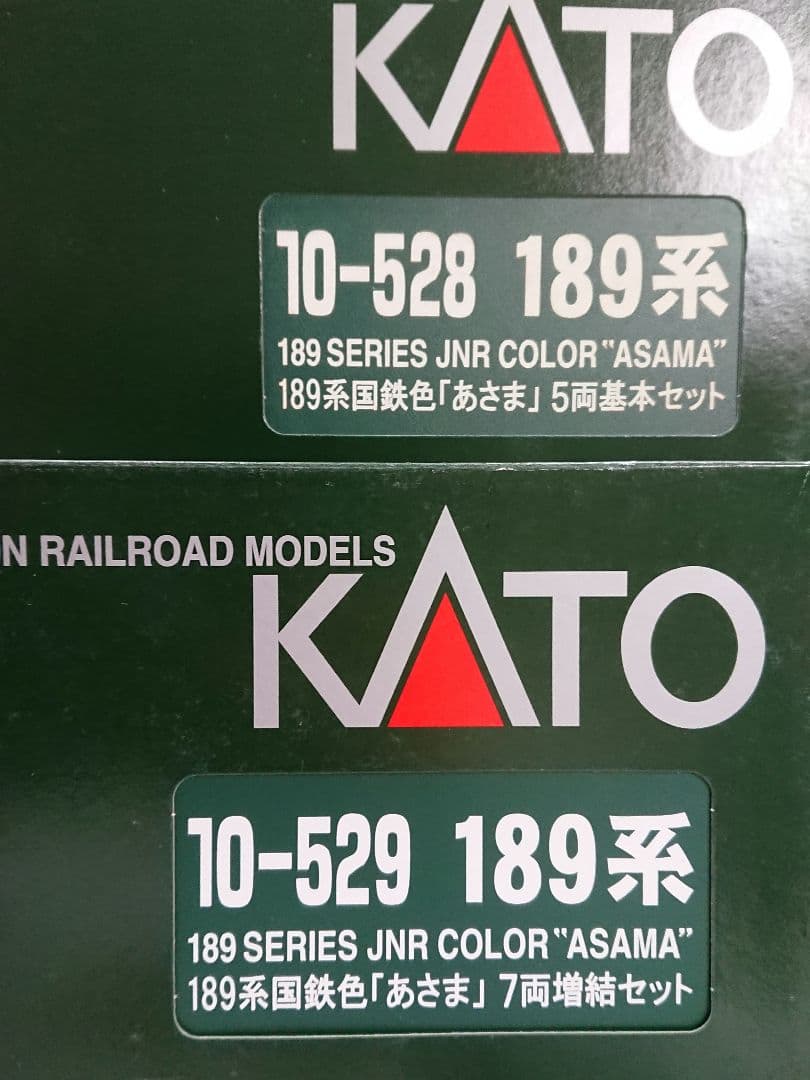 KATO
10-528 189系
189 SERIES JNR COLOR "ASAMA"
189系国鉄色「あさま」 5両基本セット
N RAILROAD MODELS
KATO
10-529 189系
189 SERIES JNR COLOR "ASAMA"
189系国鉄色「あさま」 7両増結セット